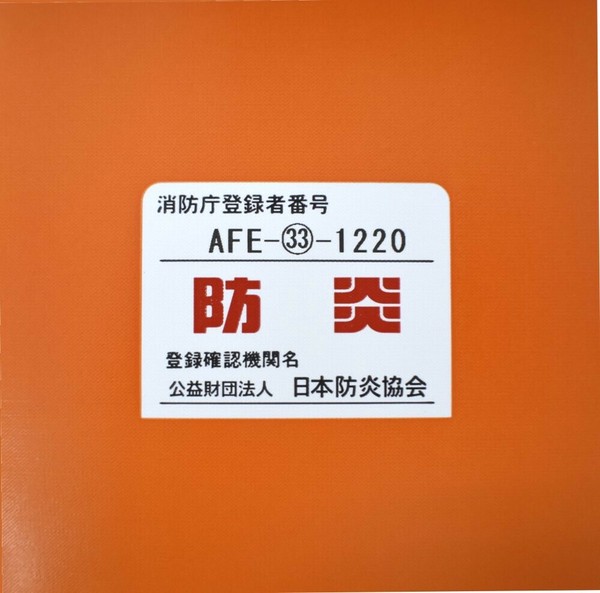 消防庁登録者番号
AFE-㉝-1220
防 炎
登録確認機関名
公益財団法人 日本防炎協会